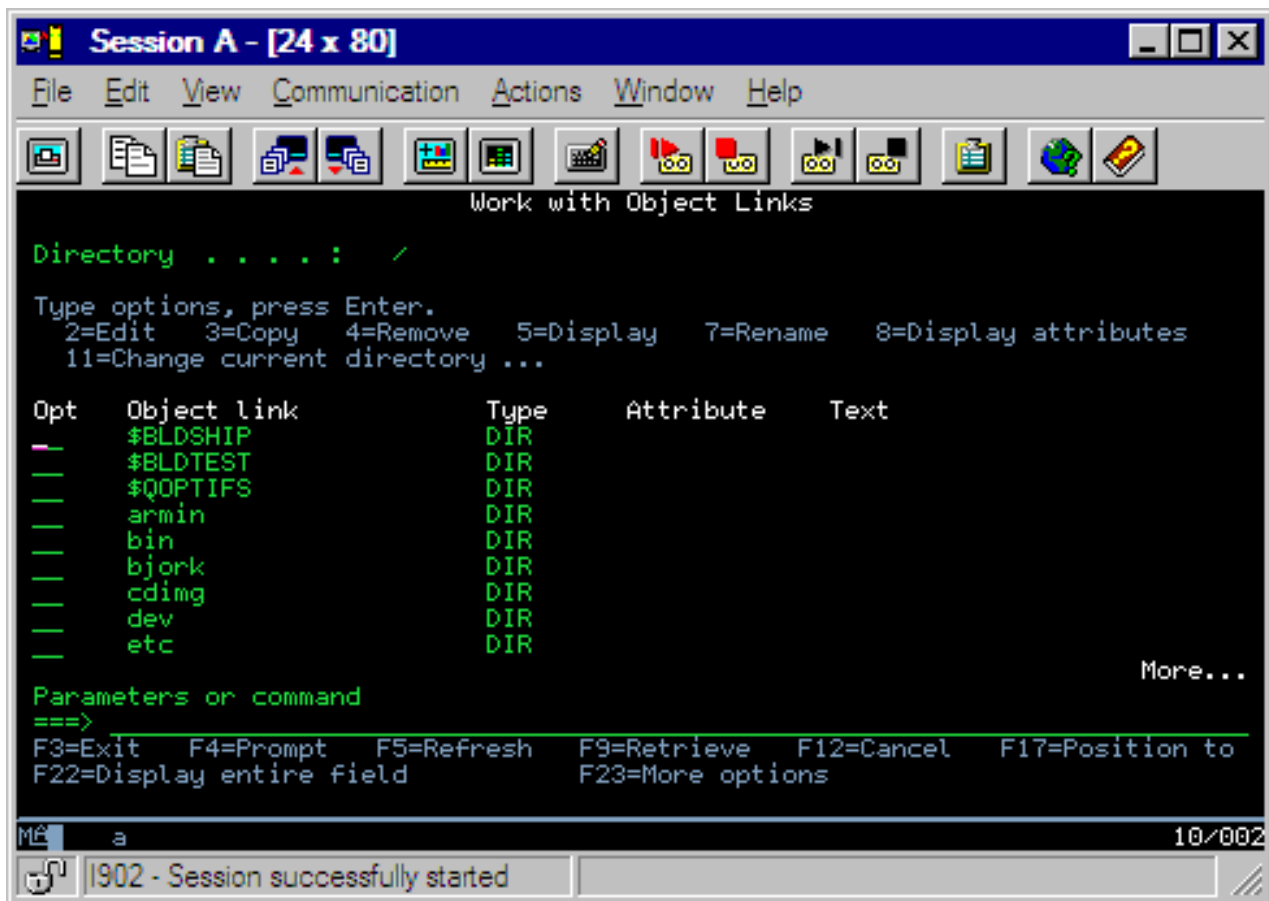 Session A - [24 x 80]
File Edit View Communication Actions Window Help
Work with Object Links
Directory . . . . : /
Type options, press Enter.
2=Edit 3=Copy 4=Remove 5=Display 7=Rename 8=Display attributes
11=Change current directory ...
Opt Object link Type Attribute Text
$BLDSHIP DIR
$BLDTEST DIR
$QOPTIFS DIR
armin DIR
bin DIR
bjork DIR
cdimg DIR
dev DIR
etc DIR
More...
Parameters or command
===>
F3=Exit F4=Prompt F5=Refresh F9=Retrieve F12=Cancel F17=Position to
F22=Display entire field F23=More options
a 10/002
I902 - Session successfully started